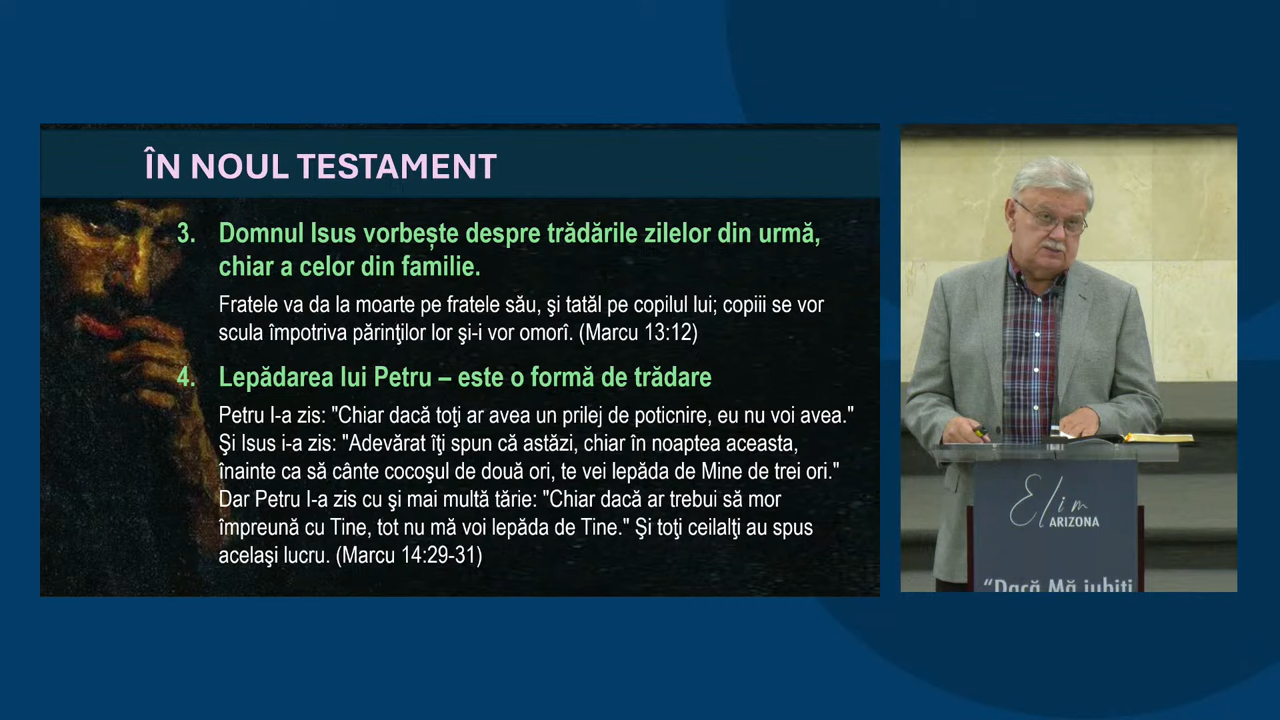 ÎN NOUL TESTAMENT
3. Domnul Isus vorbește despre trădările zilelor din urmă,
chiar a celor din familie.
Fratele va da la moarte pe fratele său, şi tatăl pe copilul lui; copiii se vor
scula împotriva părinţilor lor şi-i vor omorî. (Marcu 13:12)
4. Lepădarea lui Petru – este o formă de trădare
Petru I-a zis: "Chiar dacă toţi ar avea un prilej de poticnire, eu nu voi avea."
Şi Isus i-a zis: "Adevărat îţi spun că astăzi, chiar în noaptea aceasta,
înainte ca să cânte cocoşul de două ori, te vei lepăda de Mine de trei ori."
Dar Petru I-a zis cu şi mai multă tărie: "Chiar dacă ar trebui să mor
împreună cu Tine, tot nu mă voi lepăda de Tine." Şi toţi ceilalţi au spus
acelaşi lucru. (Marcu 14:29-31)
Elim
ARIZONA
“Dacă Mă iubiți